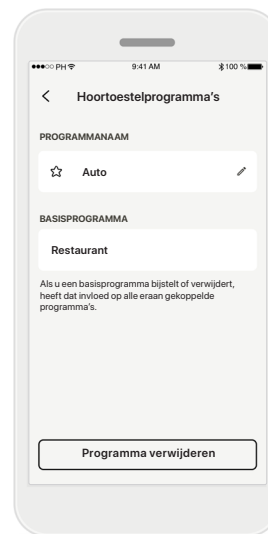 ●●●○○ PH 9:41 AM 100 %
Hoortoestelprogramma's
PROGRAMMANAAM
Auto
BASISPROGRAMMA
Restaurant
Als u een basisprogramma bijstelt of verwijdert,
heeft dat invloed op alle eraan gekoppelde
programma's.
Programma verwijderen